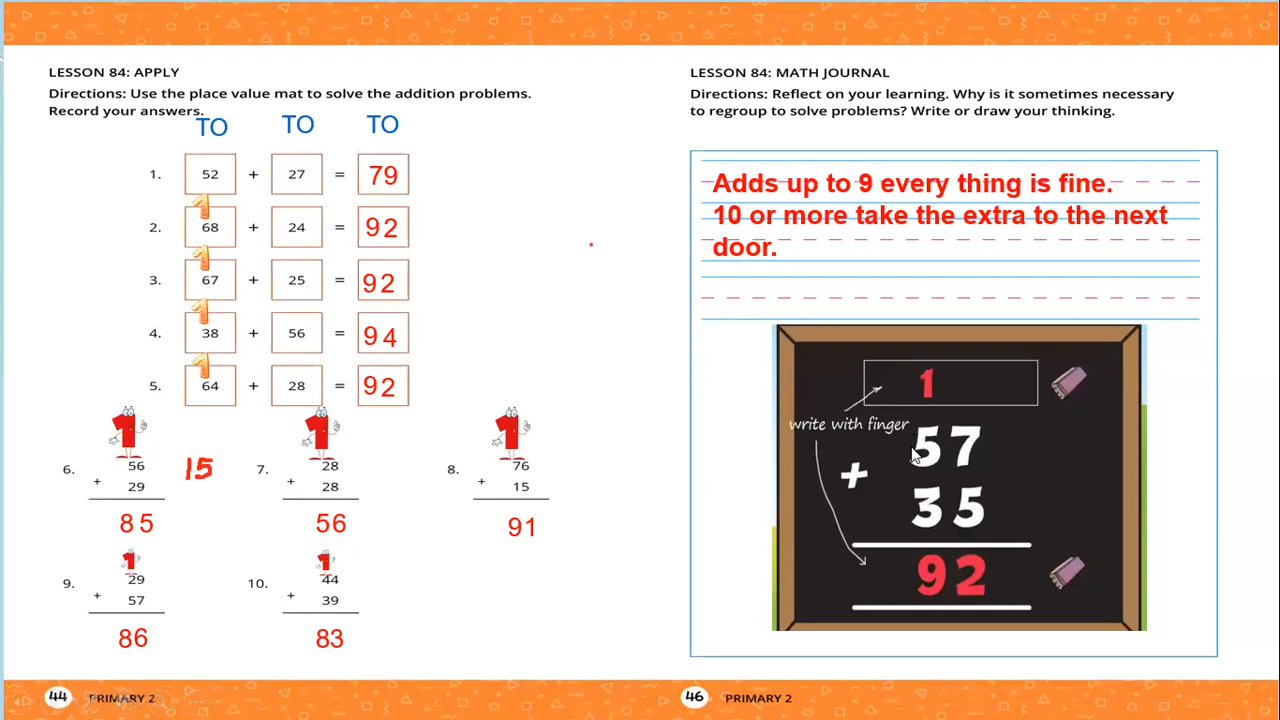 LESSON 84: APPLY
Directions: Use the place value mat to solve the addition problems.
Record your answers.
TO TO TO
1. 52 + 27 = 79
1
2. 68 + 24 = 92
1
3. 67 + 25 = 92
1
4. 38 + 56 = 94
1
5. 64 + 28 = 92
1 1 1
6. 56 15 7. 28 8. 76
+ 29 + 28 + 15
85 56 91
1 1
9. 29 10. 44
+ 57 + 39
86 83
44 PRIMARY 2
LESSON 84: MATH JOURNAL
Directions: Reflect on your learning. Why is it sometimes necessary
to regroup to solve problems? Write or draw your thinking.
Adds up to 9 every thing is fine.
10 or more take the extra to the next
door.
1
write with finger
57
+
35
92
46 PRIMARY 2